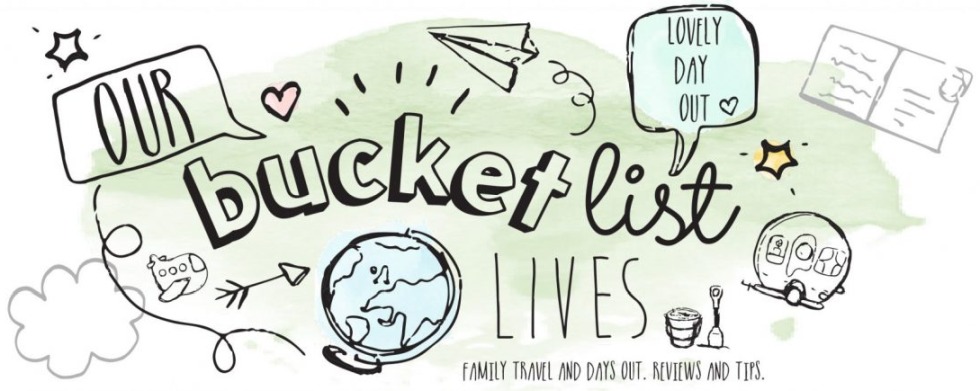 OUR
bucket list
LIVES
FAMILY TRAVEL AND DAYS OUT. REVIEWS AND TIPS.
LOVELY
DAY
OUT